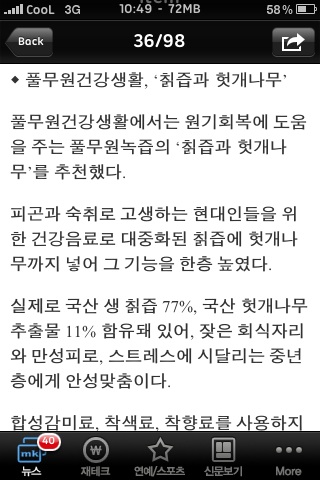 CooL 3G 10:49 - 72MB 58%
Back 36/98
◆ 풀무원건강생활, ‘칡즙과 헛개나무’
풀무원건강생활에서는 원기회복에 도움
을 주는 풀무원녹즙의 ‘칡즙과 헛개나
무’를 추천했다.
피곤과 숙취로 고생하는 현대인들을 위
한 건강음료로 대중화된 칡즙에 헛개나
무까지 넣어 그 기능을 한층 높였다.
실제로 국산 생 칡즙 77%, 국산 헛개나무
추출물 11% 함유돼 있어, 잦은 회식자리
와 만성피로, 스트레스에 시달리는 중년
층에게 안성맞춤이다.
합성감미료, 착색료, 착향료를 사용하지
mk 40
뉴스 재테크 연예/스포츠 신문보기 More